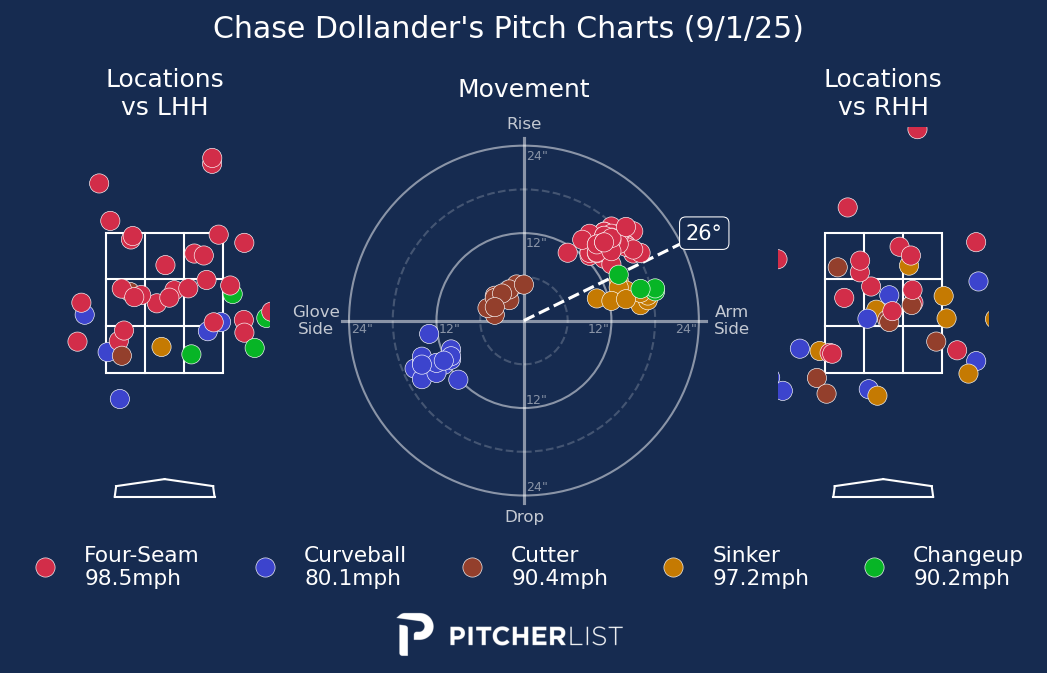 Chase Dollander's Pitch Charts (9/1/25)
Locations
vs LHH
Movement
Locations
vs RHH
Rise
24"
12"
26°
Glove
Side
24"
12"
12"
24"
Arm
Side
12"
24"
Drop
Four-Seam
98.5mph
Curveball
80.1mph
Cutter
90.4mph
Sinker
97.2mph
Changeup
90.2mph
PITCHERLIST